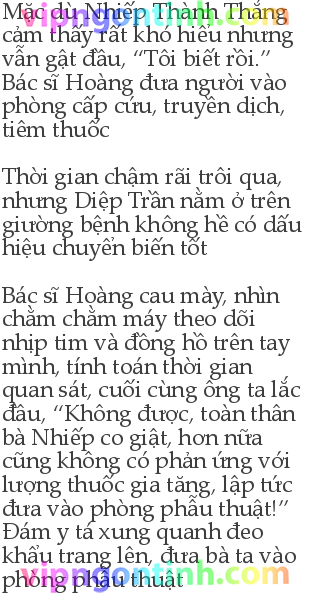 Mặc dù Nhiếp Thành Thắng
cảm thấy rất khó hiểu nhưng
vẫn gật đầu, “Tôi biết rồi.”
Bác sĩ Hoàng đưa người vào
phòng cấp cứu, truyền dịch,
tiêm thuốc
Thời gian chậm rãi trôi qua,
nhưng Diệp Trần nằm ở trên
giường bệnh không hề có dấu
hiệu chuyển biến tốt
Bác sĩ Hoàng cau mày, nhìn
chằm chằm máy theo dõi
nhịp tim và đồng hồ trên tay
mình, tính toán thời gian
quan sát, cuối cùng ông ta lắc
đầu, “Không được, toàn thân
bà Nhiếp co giật, hơn nữa
cũng không có phản ứng với
lượng thuốc gia tăng, lập tức
đưa vào phòng phẫu thuật!”
Đám y tá xung quanh đeo
khẩu trang lên, đưa bà ta vào
phòng phẫu thuật
vipngontinh.com
vipngontinh.com